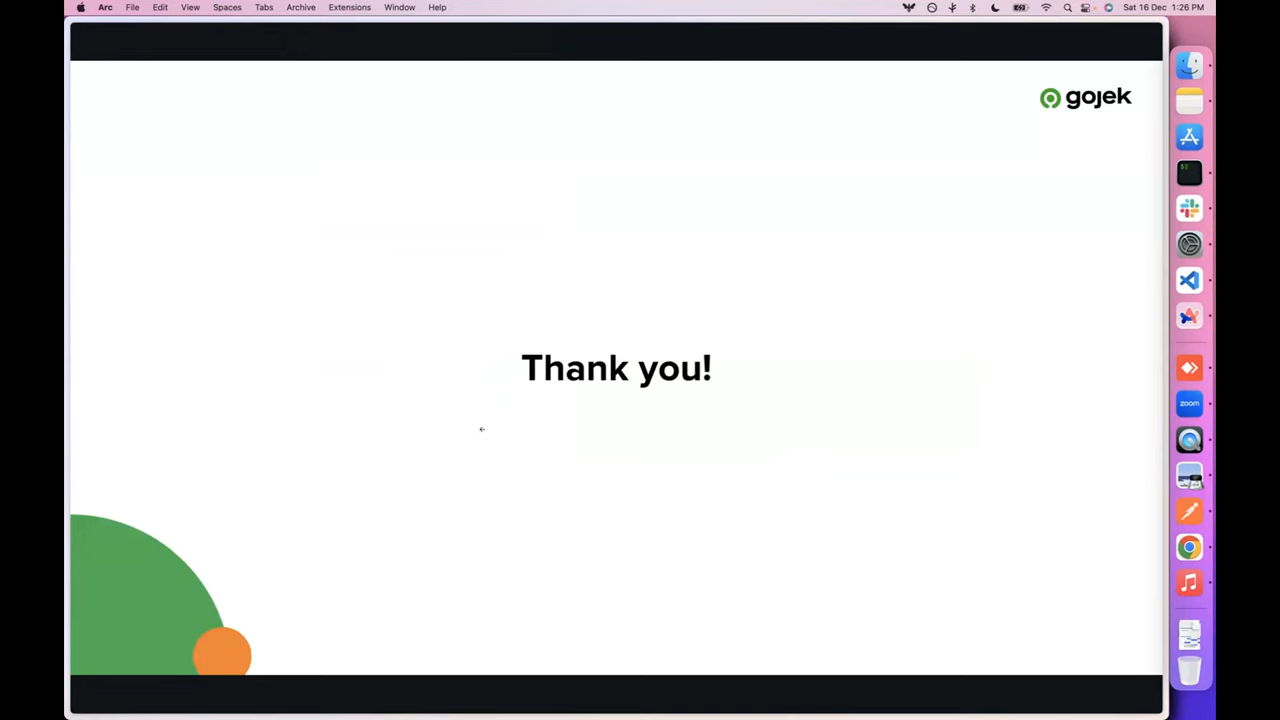 Arc File Edit View Spaces Tabs Archive Extensions Window Help Sat 16 Dec 1:26 PM
gojek
Thank you!
zoom